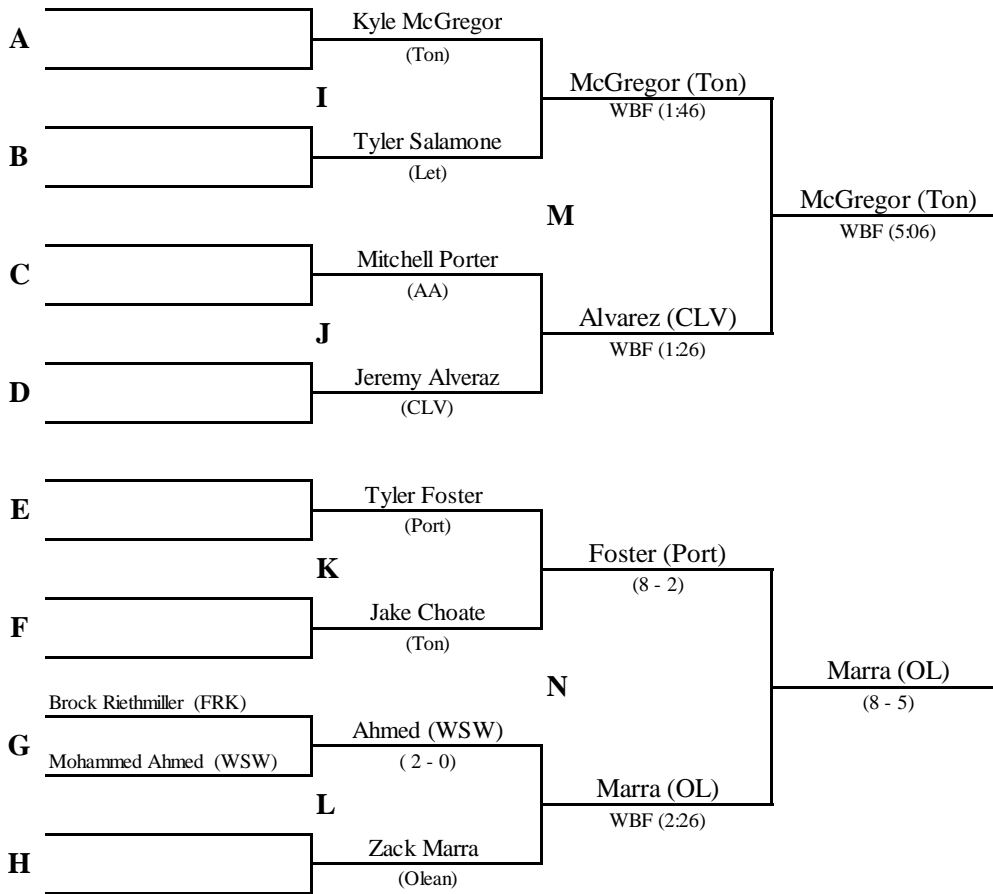 Kyle McGregor
A
(Ton)
McGregor (Ton)
I
WBF (1:46)
Tyler Salamone
B
(Let)
McGregor (Ton)
M
WBF (5:06)
Mitchell Porter
C
(AA)
Alvarez (CLV)
J
WBF (1:26)
Jeremy Alveraz
D
(CLV)
Tyler Foster
E
(Port)
Foster (Port)
K
(8 - 2)
Jake Choate
F
(Ton)
Marra (OL)
N
(8 - 5)
Brock Riethmiller (FRK)
Ahmed (WSW)
G
Mohammed Ahmed (WSW)
( 2 - 0)
Marra (OL)
L
WBF (2:26)
Zack Marra
H
(Olean)